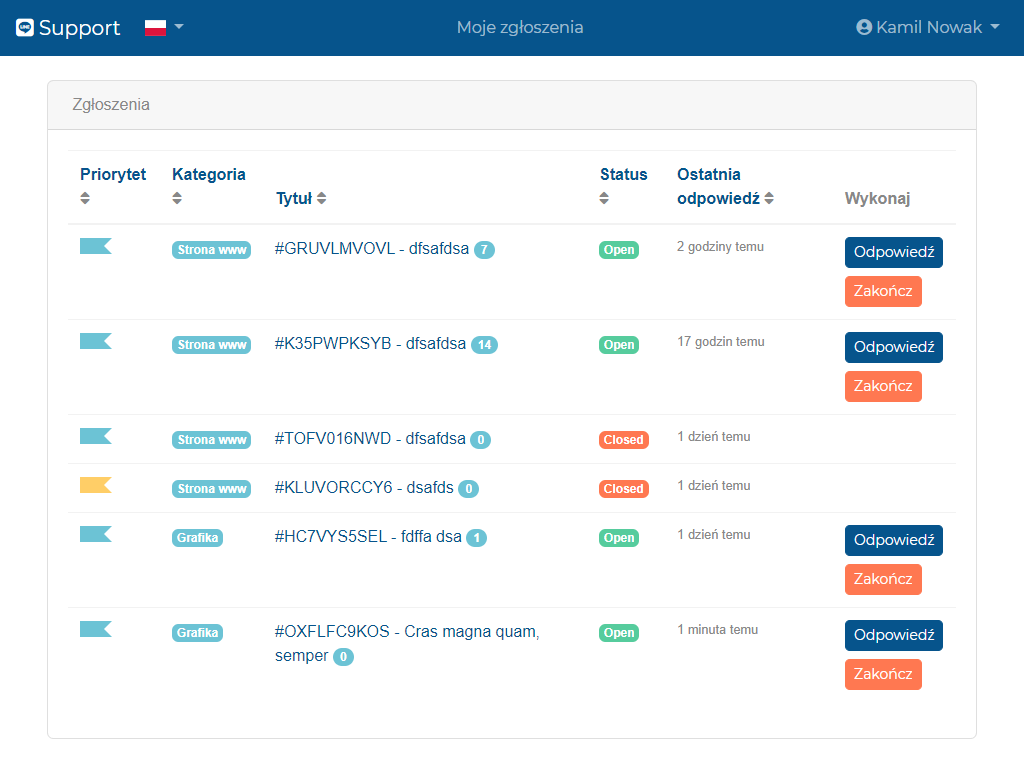 Support Moje zgłoszenia Kamil Nowak
Zgłoszenia
Priorytet Kategoria Tytuł Status Ostatnia odpowiedź Wykonaj
Strona www #GRUVLMVOVL - dfsafdsa 7 Open 2 godziny temu Odpowiedź
Zakończ
Strona www #K35PWPKSYB - dfsafdsa 14 Open 17 godzin temu Odpowiedź
Zakończ
Strona www #TOFV016NWD - dfsafdsa 0 Closed 1 dzień temu
Strona www #KLUVORCCY6 - dsafds 0 Closed 1 dzień temu
Grafika #HC7VYS5SEL - fdffa dsa 1 Open 1 dzień temu Odpowiedź
Zakończ
Grafika #OXFLFC9KOS - Cras magna quam, Open 1 minuta temu Odpowiedź
semper 0
Zakończ